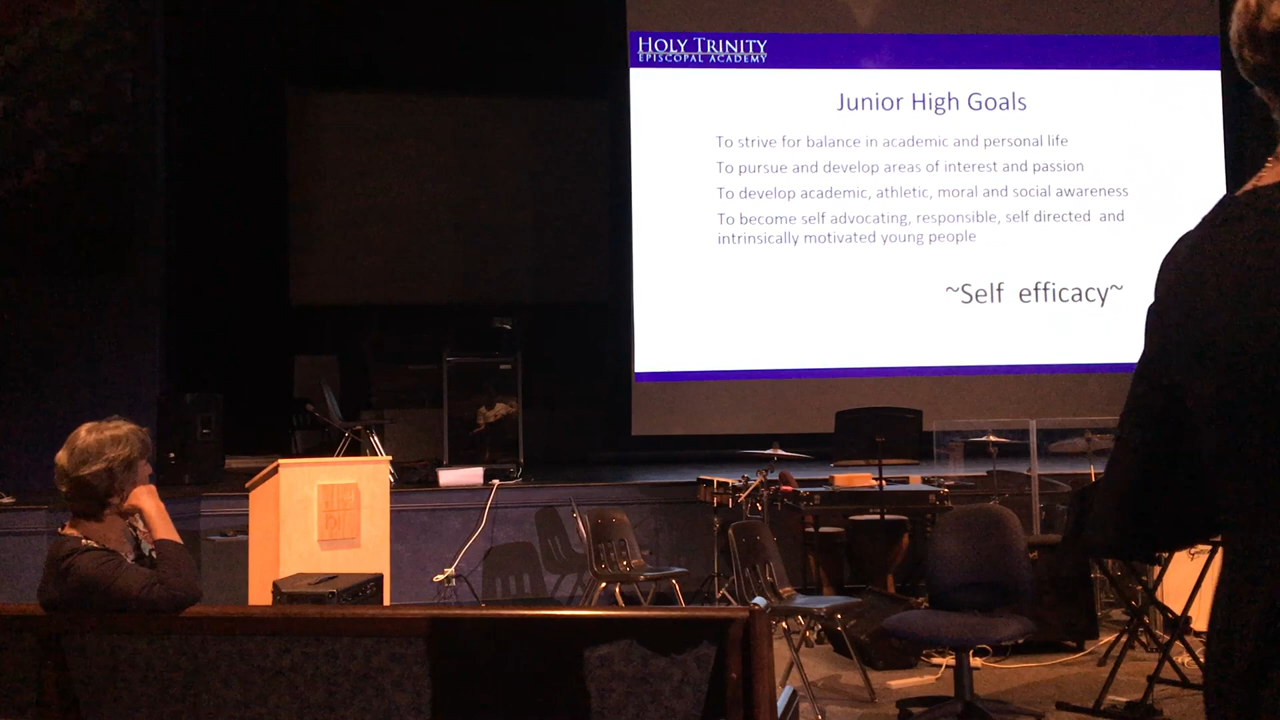 HOLY TRINITY
EPISCOPAL ACADEMY
Junior High Goals
To strive for balance in academic and personal life
To pursue and develop areas of interest and passion
To develop academic, athletic, moral and social awareness
To become self advocating, responsible, self directed and
intrinsically motivated young people
~Self efficacy~